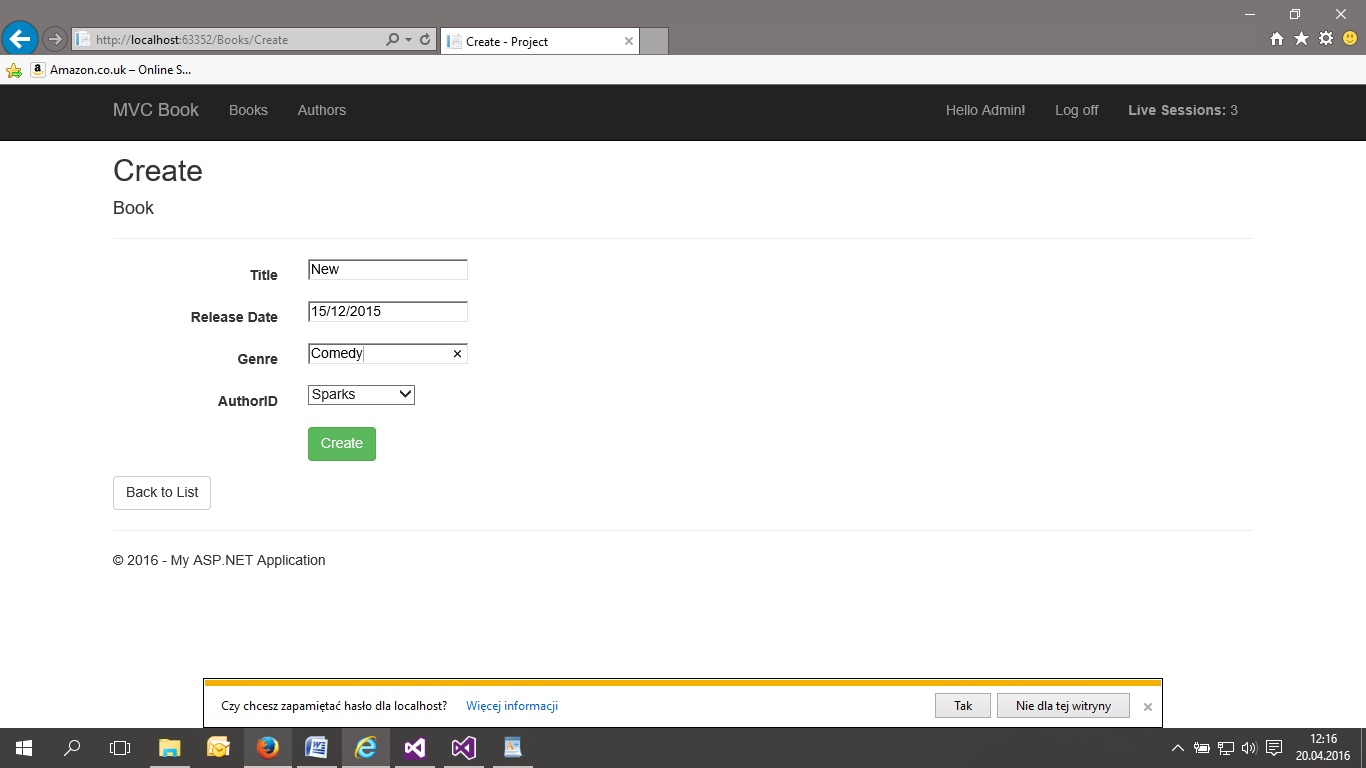 http://localhost:63352/Books/Create
Create - Project
Amazon.co.uk – Online S...
MVC Book Books Authors Hello Admin! Log off Live Sessions: 3
Create
Book
Title New
Release Date 15/12/2015
Genre Comedy
AuthorID Sparks
Create
Back to List
© 2016 - My ASP.NET Application
Czy chcesz zapamiętać hasło dla localhost? Więcej informacji Tak Nie dla tej witryny
12:16
20.04.2016